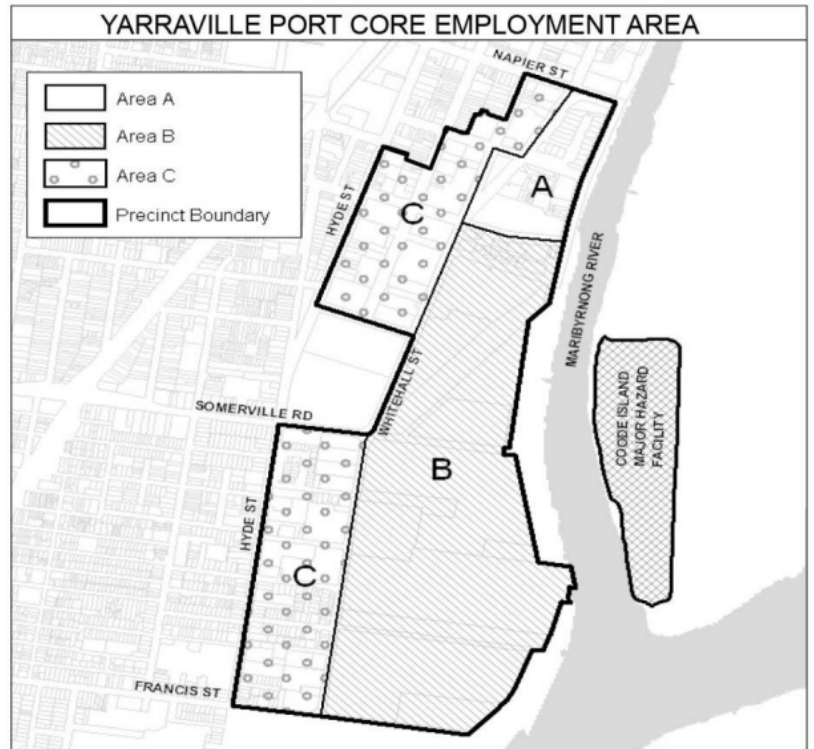 YARRAVILLE PORT CORE EMPLOYMENT AREA
NAPIER ST
Area A
Area B
Area C
Precinct Boundary
A
C
HYDE ST
MARIBYRNONG RIVER
WHITEHALL ST
COODE ISLAND
MAJOR HAZARD
FACILITY
SOMERVILLE RD
B
HYDE ST
C
FRANCIS ST